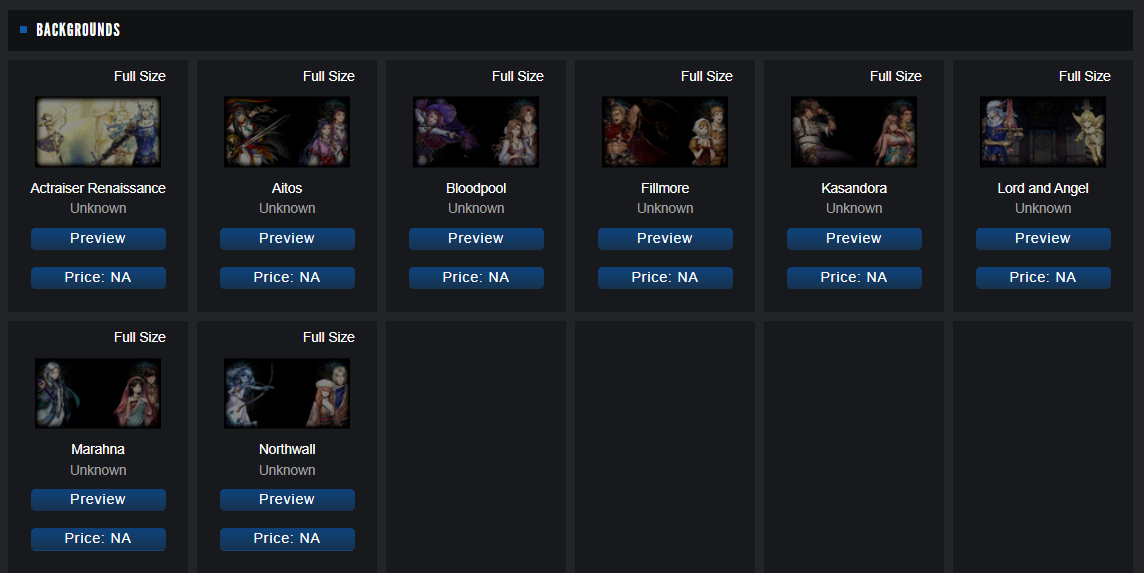 BACKGROUNDS
Full Size
Actraiser Renaissance
Unknown
Preview
Price: NA
Full Size
Aitos
Unknown
Preview
Price: NA
Full Size
Bloodpool
Unknown
Preview
Price: NA
Full Size
Fillmore
Unknown
Preview
Price: NA
Full Size
Kasandora
Unknown
Preview
Price: NA
Full Size
Lord and Angel
Unknown
Preview
Price: NA
Full Size
Marahna
Unknown
Preview
Price: NA
Full Size
Northwall
Unknown
Preview
Price: NA